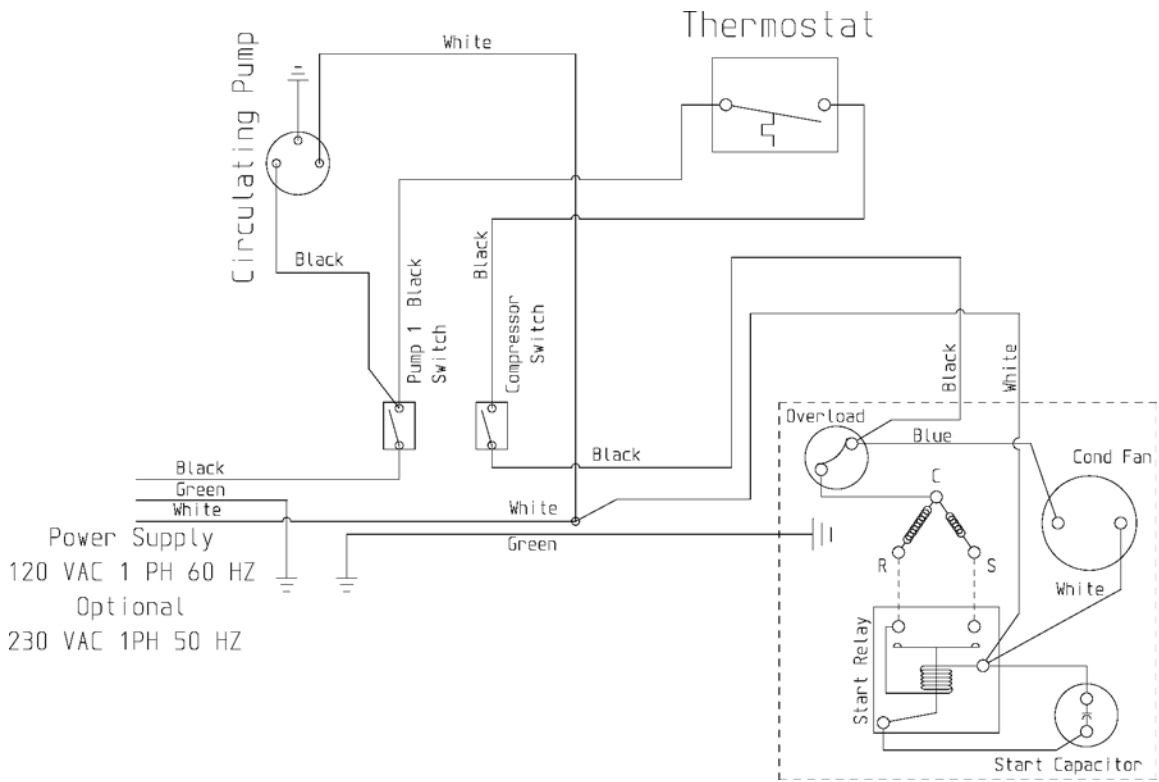 Thermostat
White
Circulating Pump
Black
Black
Pump 1 Black
Switch
Compressor
Switch
Black
White
Overload
Blue
Cond Fan
Black
Black
Green
White
White
Green
Power Supply
120 VAC 1 PH 60 HZ
Optional
230 VAC 1PH 50 HZ
C
R
S
White
Start Relay
Start Capacitor